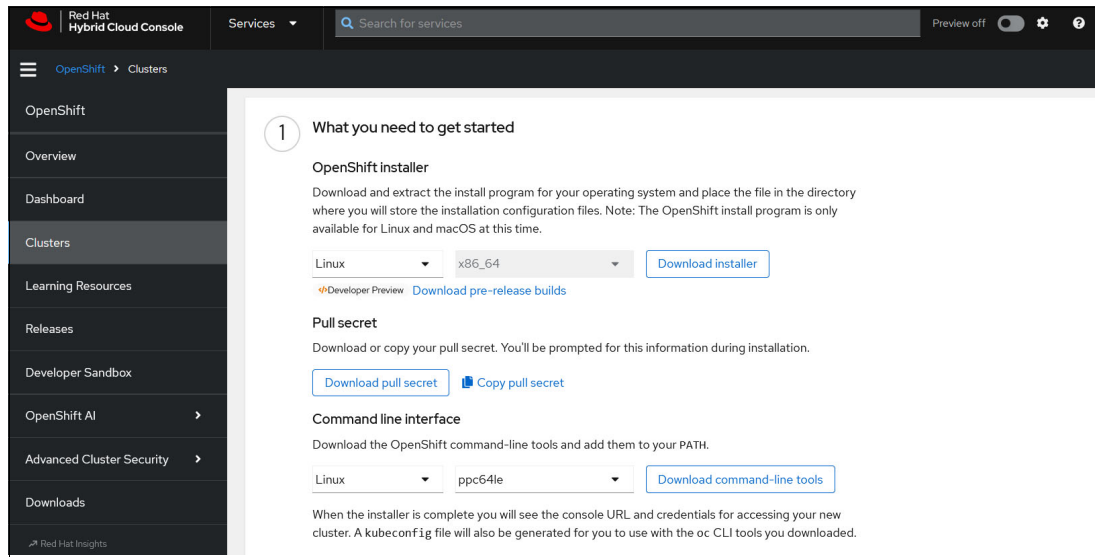 Red Hat
Hybrid Cloud Console
Services
Search for services
Preview off
OpenShift > Clusters
OpenShift
Overview
Dashboard
Clusters
Learning Resources
Releases
Developer Sandbox
OpenShift AI
Advanced Cluster Security
Downloads
Red Hat Insights
1
What you need to get started
OpenShift installer
Download and extract the install program for your operating system and place the file in the directory
where you will store the installation configuration files. Note: The OpenShift install program is only
available for Linux and macOS at this time.
Linux
x86_64
Download installer
</>Developer Preview
Download pre-release builds
Pull secret
Download or copy your pull secret. You'll be prompted for this information during installation.
Download pull secret
Copy pull secret
Command line interface
Download the OpenShift command-line tools and add them to your PATH.
Linux
ppc64le
Download command-line tools
When the installer is complete you will see the console URL and credentials for accessing your new
cluster. A kubeconfig file will also be generated for you to use with the oc CLI tools you downloaded.